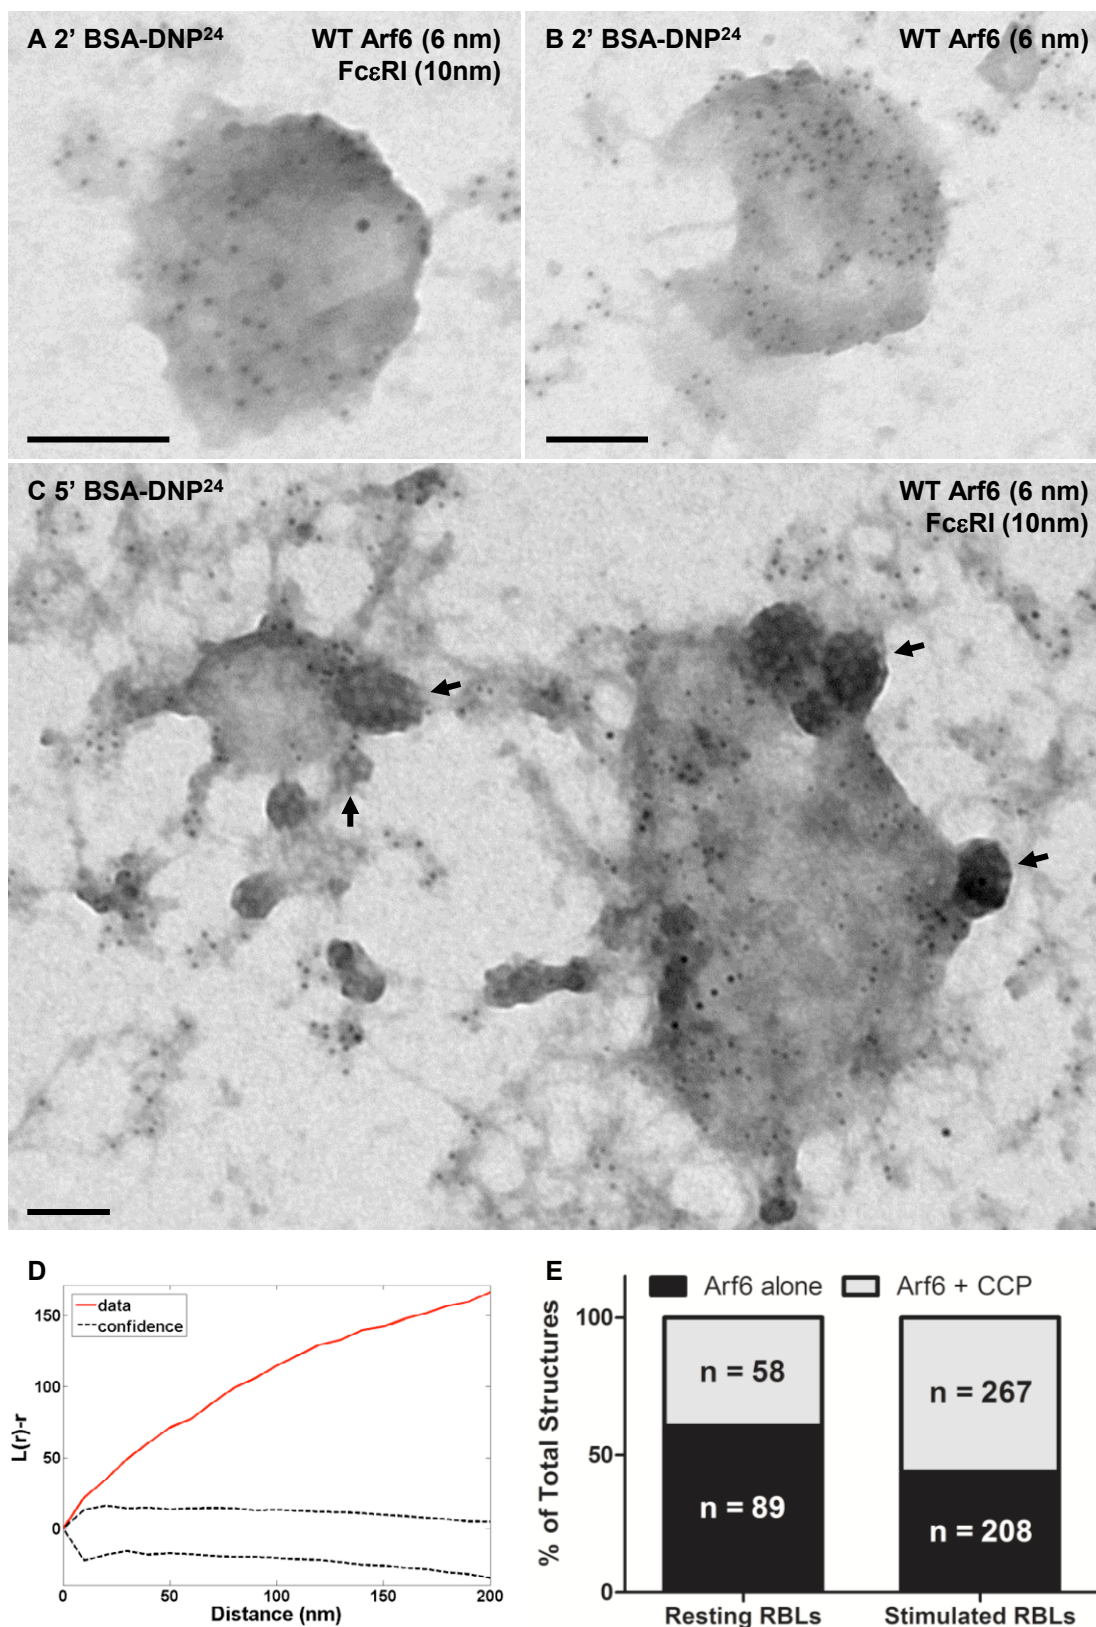 A 2’ BSA-DNP²⁴
WT Arf6 (6 nm)
FcεRI (10nm)
B 2’ BSA-DNP²⁴
WT Arf6 (6 nm)
C 5’ BSA-DNP²⁴
WT Arf6 (6 nm)
FcεRI (10nm)
D
data
confidence
150
100
50
0
L(r)-r
0
50
100
150
200
Distance (nm)
E
Arf6 alone
Arf6 + CCP
% of Total Structures
100
50
0
n = 58
n = 89
n = 267
n = 208
Resting RBLs
Stimulated RBLs